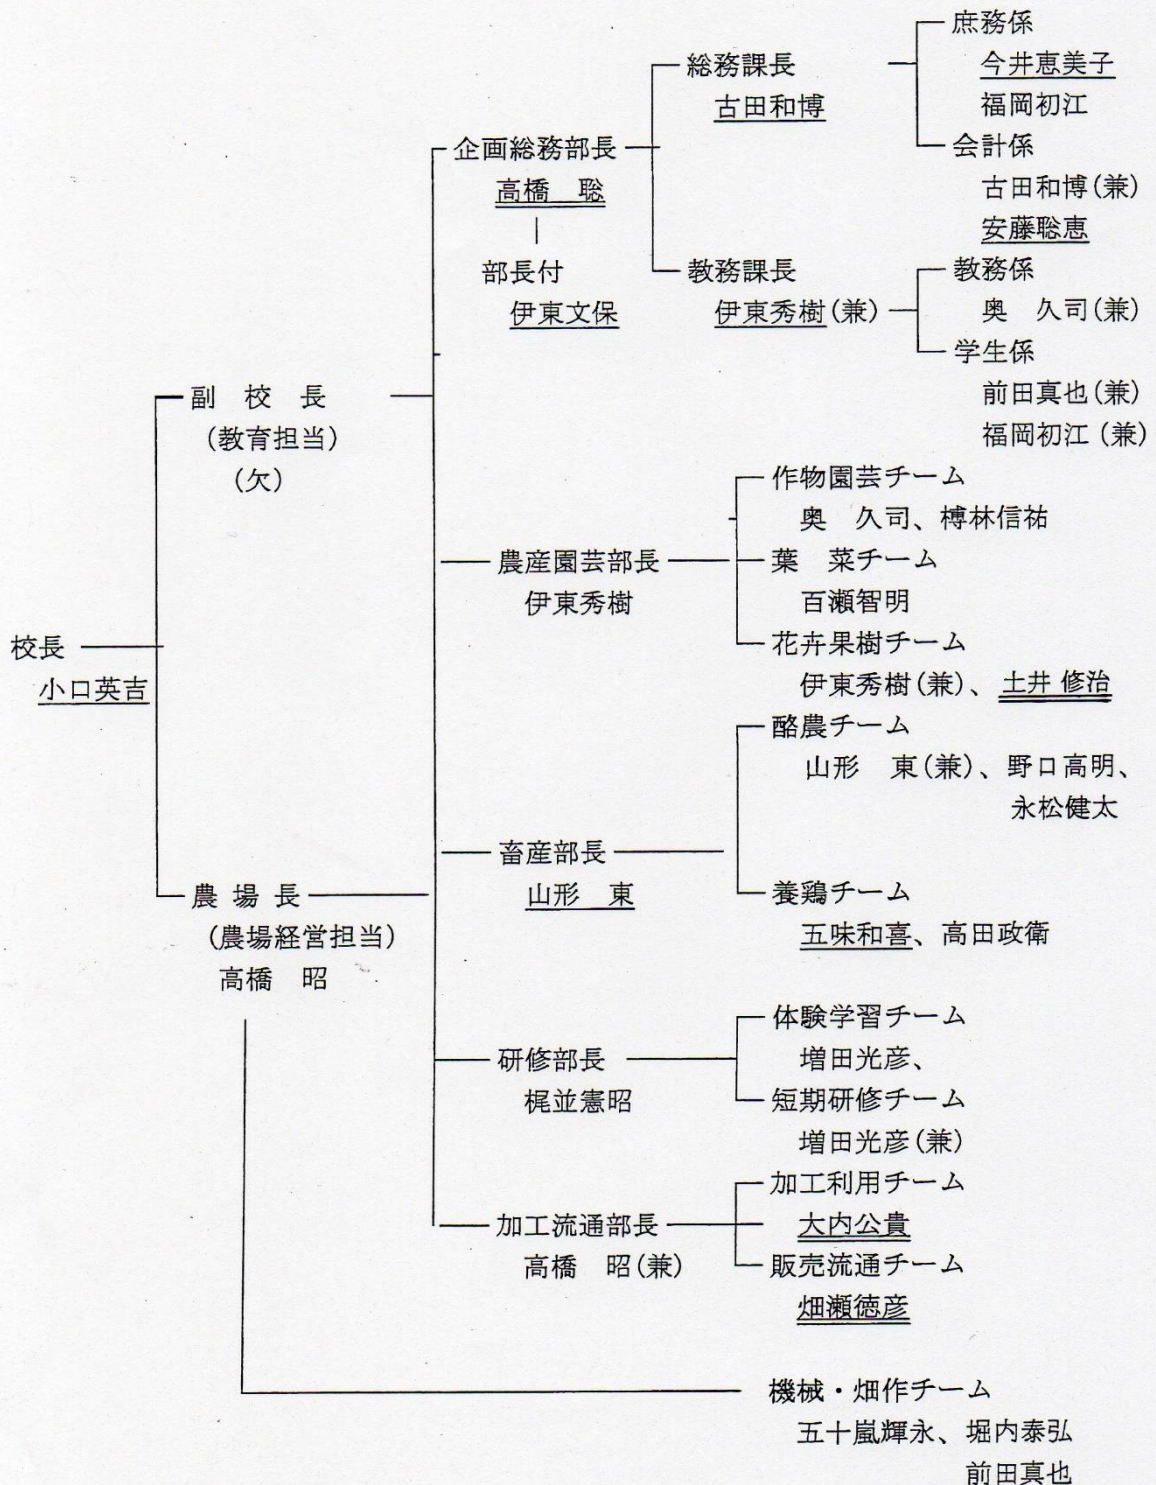 校長
小口英吉
副 校 長
(教育担当)
(欠)
農 場 長
(農場経営担当)
高橋 昭
企画総務部長
高橋 聡
部長付
伊東文保
総務課長
古田和博
庶務係
今井恵美子
福岡初江
会計係
古田和博(兼)
安藤聡恵
教務課長
伊東秀樹(兼)
教務係
奥 久司(兼)
学生係
前田真也(兼)
福岡初江(兼)
農産園芸部長
伊東秀樹
作物園芸チーム
奥 久司、榑林信祐
葉 菜チーム
百瀬智明
花卉果樹チーム
伊東秀樹(兼)、土井 修治
畜産部長
山形 東
酪農チーム
山形 東(兼)、野口高明、
永松健太
養鶏チーム
五味和喜、高田政衛
研修部長
梶並憲昭
体験学習チーム
増田光彦、
短期研修チーム
増田光彦(兼)
加工流通部長
高橋 昭(兼)
加工利用チーム
大内公貴
販売流通チーム
畑瀬徳彦
機械・畑作チーム
五十嵐輝永、堀内泰弘
前田真也